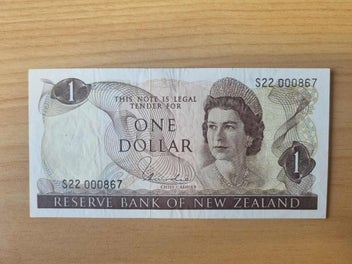 1
S22 000867
THIS NOTE IS LEGAL
TENDER FOR
ONE
DOLLAR
1
S22 000867
CHIEF CASHIER
RESERVE BANK OF NEW ZEALAND